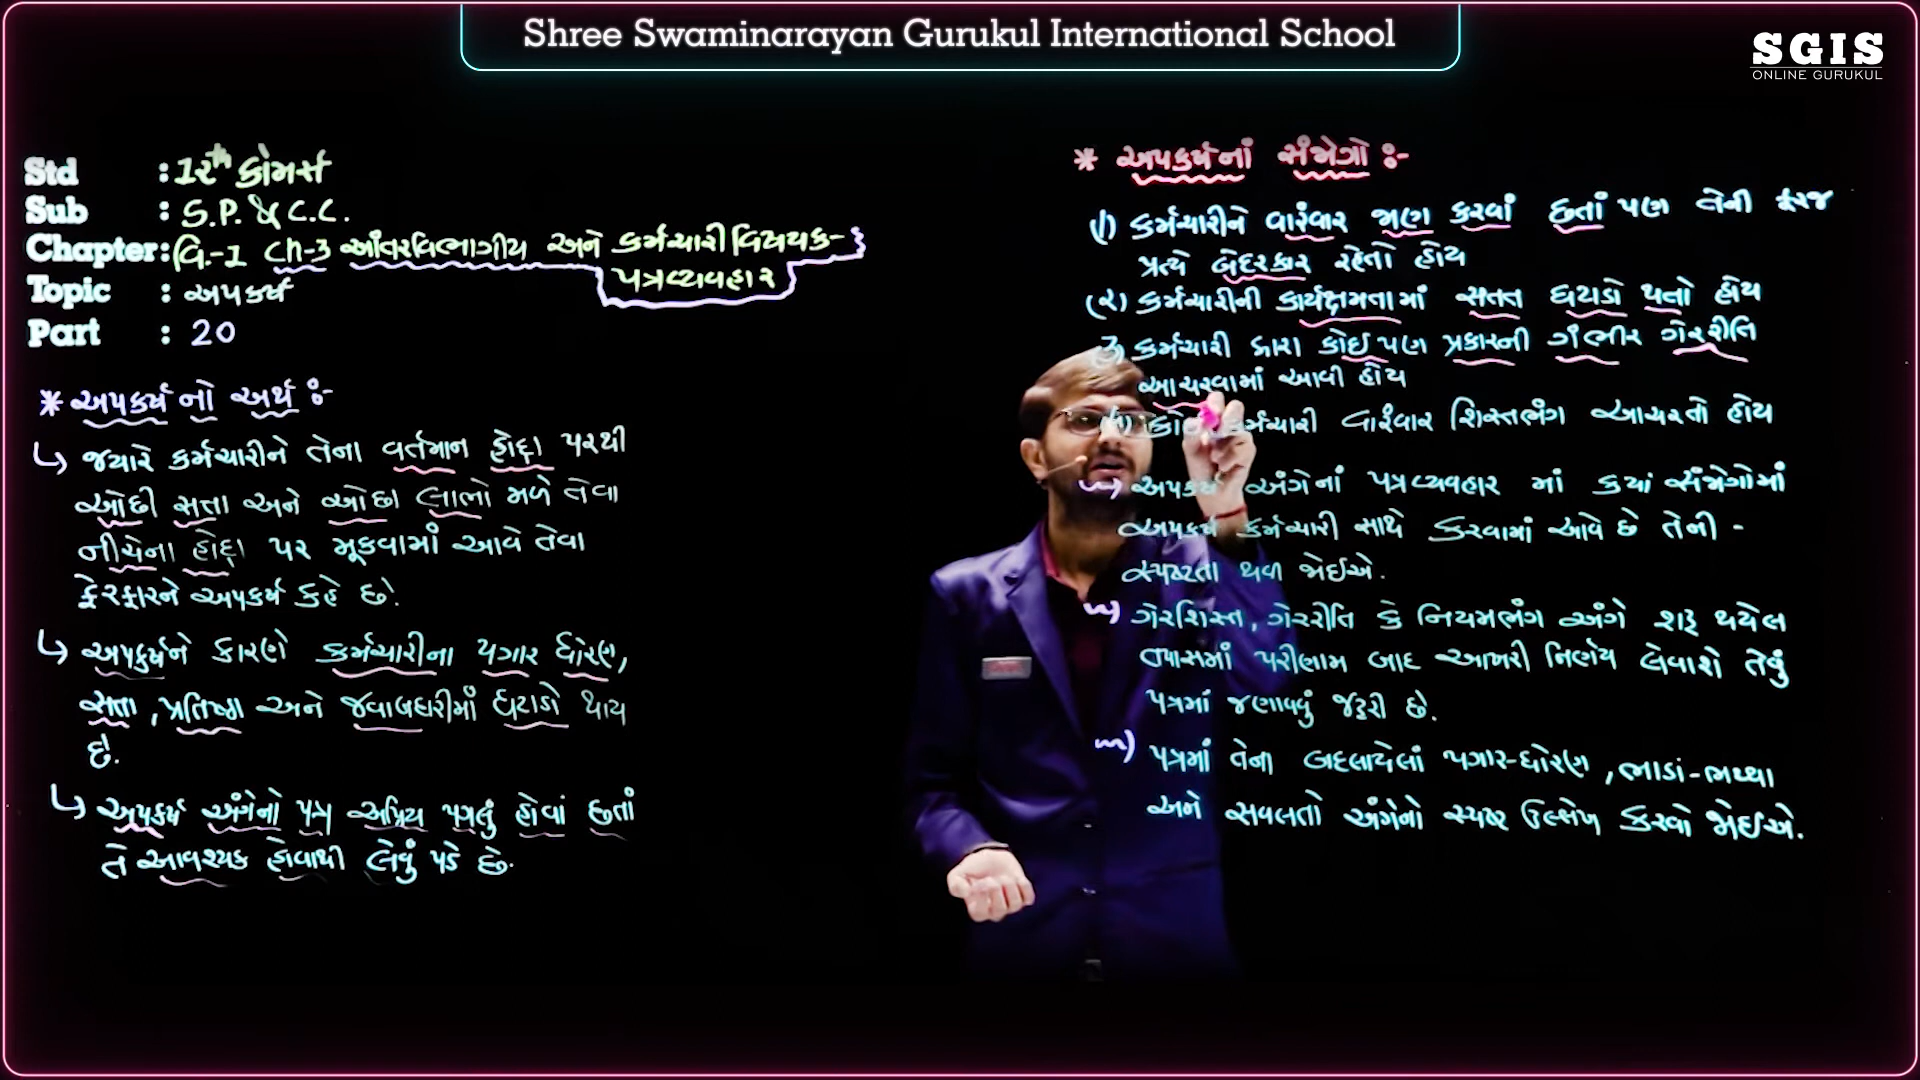 Shree Swaminarayan Gurukul International School
SGIS
ONLINE GURUKUL
Std : 12th કોમર્સ
Sub : S.P. & C.C.
Chapter: વિ.-1 Ch-3 આંતરવિભાગીય અને કર્મચારી વિષયક-
પત્રવ્યવહાર
Topic : અપકર્ષ
Part : 20
* અપકર્ષ નો અર્થ :-
↳ જ્યારે કર્મચારીને તેના વર્તમાન હોદ્દા પરથી
ઓછી સત્તા અને ઓછા લાભો મળે તેવા
નીચેના હોદ્દા પર મૂકવામાં આવે તેવા
ફેરફારને અપકર્ષ કહે છે.
↳ અપકર્ષને કારણે કર્મચારીના પગાર ધોરણ,
સત્તા, પ્રતિષ્ઠા અને જવાબદારીમાં ઘટાડો થાય
છે.
↳ અપકર્ષ અંગેનો પત્ર અપ્રિય પગલું હોવા છતાં
તે આવશ્યક હોવાથી લેવું પડે છે.
* અપકર્ષનાં સંજોગો :-
(1) કર્મચારીને વારંવાર જાણ કરવાં છતાં પણ તેની ફરજ
પ્રત્યે બેદરકાર રહેતો હોય
(૨) કર્મચારીની કાર્યક્ષમતામાં સતત ઘટાડો થતો હોય
3) કર્મચારી દ્વારા કોઈ પણ પ્રકારની ગંભીર ગેરરીતિ
આચરવામાં આવી હોય
કર્મચારી વારંવાર શિસ્તભંગ આચરતો હોય
અપકર્ષ અંગેનાં પત્રવ્યવહાર માં કયાં સંજોગોમાં
અપકર્ષ કર્મચારી સાથે કરવામાં આવે છે તેની -
સ્પષ્ટતા થવી જોઈએ.
ગેરશિસ્ત, ગેરરીતિ કે નિયમભંગ અંગે શરૂ થયેલ
તપાસમાં પરીણામ બાદ આખરી નિર્ણય લેવાશે તેવું
પત્રમાં જણાવવું જરૂરી છે.
પત્રમાં તેના બદલાયેલાં પગાર-ધોરણ, ભાડાં-ભથ્થા
અને સવલતો અંગેનો સ્પષ્ટ ઉલ્લેખ કરવો જોઈએ.